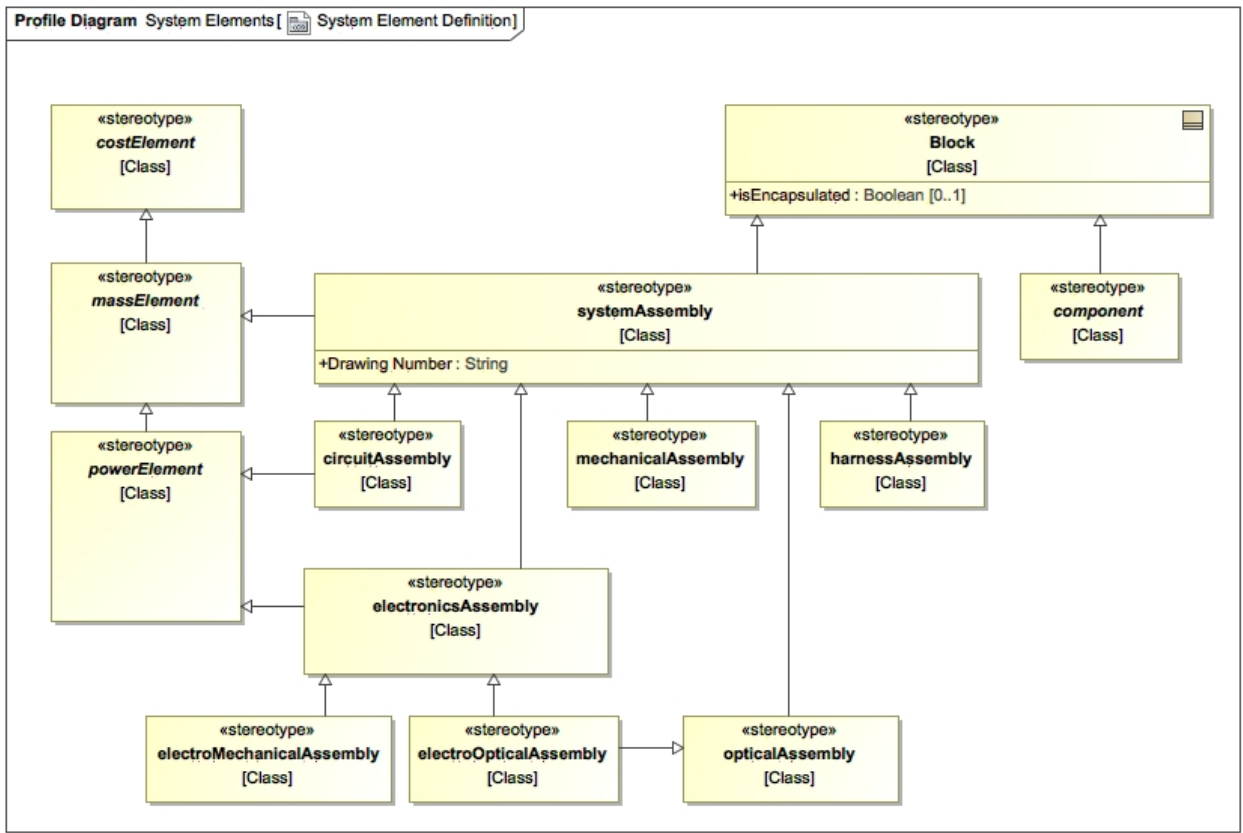 Profile Diagram System Elements[ System Element Definition]
«stereotype»
costElement
[Class]
«stereotype»
Block
[Class]
+isEncapsulated : Boolean [0..1]
«stereotype»
massElement
[Class]
«stereotype»
systemAssembly
[Class]
+Drawing Number : String
«stereotype»
component
[Class]
«stereotype»
powerElement
[Class]
«stereotype»
circuitAssembly
[Class]
«stereotype»
mechanicalAssembly
[Class]
«stereotype»
harnessAssembly
[Class]
«stereotype»
electronicsAssembly
[Class]
«stereotype»
electroMechanicalAssembly
[Class]
«stereotype»
electroOpticalAssembly
[Class]
«stereotype»
opticalAssembly
[Class]